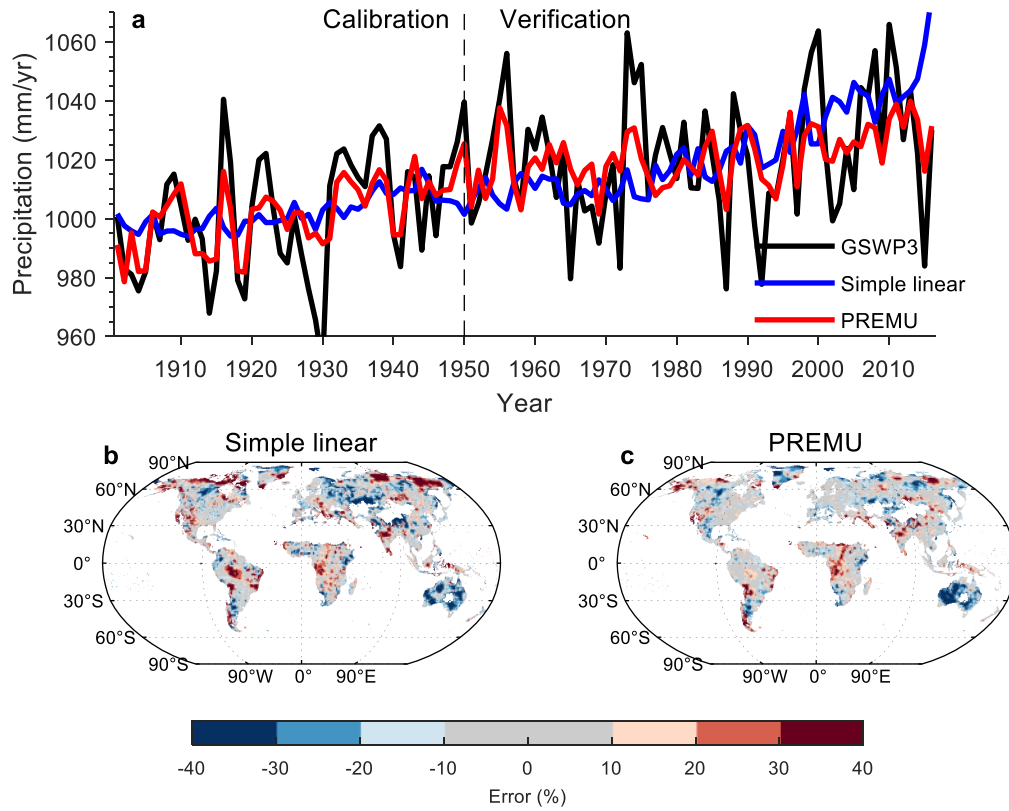 a
Calibration
Verification
Precipitation (mm/yr)
1060
1040
1020
1000
980
960
GSWP3
Simple linear
PREMU
1910 1920 1930 1940 1950 1960 1970 1980 1990 2000 2010
Year
b
Simple linear
90°N
60°N
30°N
0°
30°S
60°S
90°S
90°W 0° 90°E
c
PREMU
90°N
60°N
30°N
0°
30°S
60°S
90°S
90°W 0° 90°E
-40 -30 -20 -10 0 10 20 30 40
Error (%)